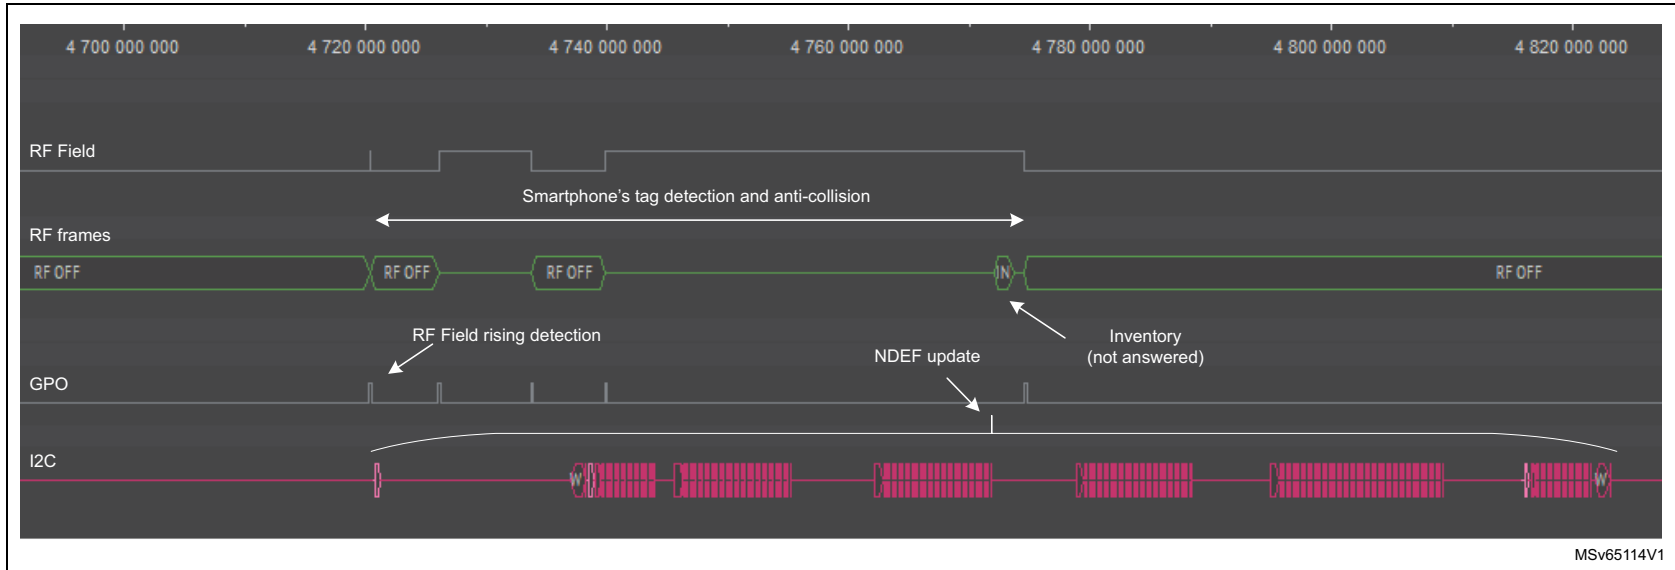 4 700 000 000 4 720 000 000 4 740 000 000 4 760 000 000 4 780 000 000 4 800 000 000 4 820 000 000
RF Field
Smartphone's tag detection and anti-collision
RF frames
RF OFF RF OFF RF OFF IN RF OFF
RF Field rising detection
Inventory
(not answered)
NDEF update
GPO
I2C
W W
MSv65114V1